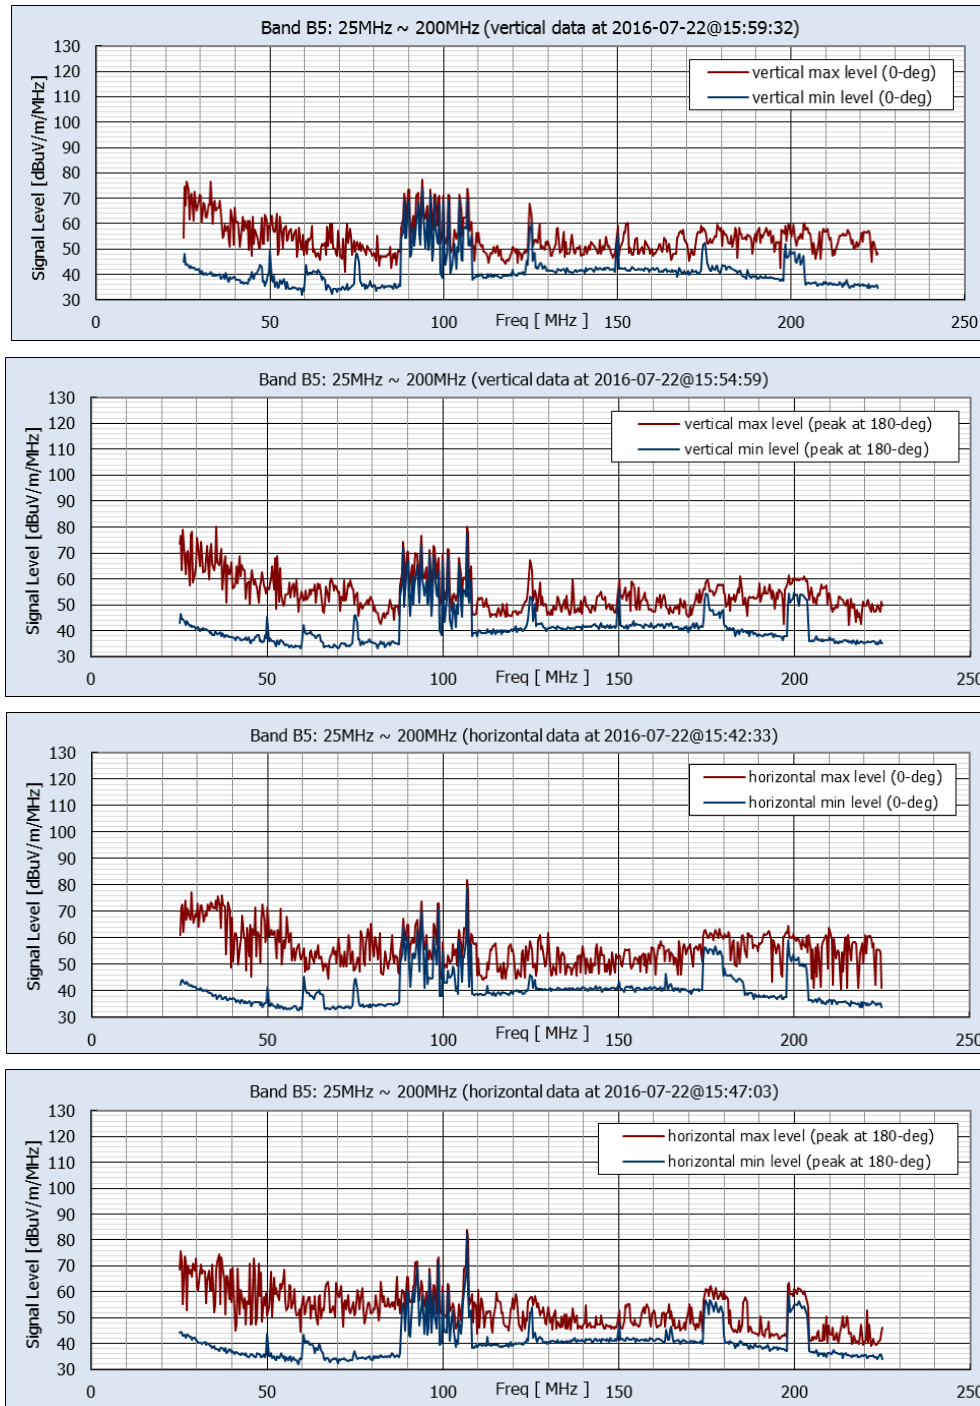 Band B5: 25MHz ~ 200MHz (vertical data at 2016-07-22@15:59:32)
vertical max level (0-deg)
vertical min level (0-deg)
Signal Level [dBuV/m/MHz]
130
120
110
100
90
80
70
60
50
40
30
0 50 100 150 200 250
Freq [ MHz ]
Band B5: 25MHz ~ 200MHz (vertical data at 2016-07-22@15:54:59)
vertical max level (peak at 180-deg)
vertical min level (peak at 180-deg)
Signal Level [dBuV/m/MHz]
130
120
110
100
90
80
70
60
50
40
30
0 50 100 150 200 250
Freq [ MHz ]
Band B5: 25MHz ~ 200MHz (horizontal data at 2016-07-22@15:42:33)
horizontal max level (0-deg)
horizontal min level (0-deg)
Signal Level [dBuV/m/MHz]
130
120
110
100
90
80
70
60
50
40
30
0 50 100 150 200 250
Freq [ MHz ]
Band B5: 25MHz ~ 200MHz (horizontal data at 2016-07-22@15:47:03)
horizontal max level (peak at 180-deg)
horizontal min level (peak at 180-deg)
Signal Level [dBuV/m/MHz]
130
120
110
100
90
80
70
60
50
40
30
0 50 100 150 200 250
Freq [ MHz ]